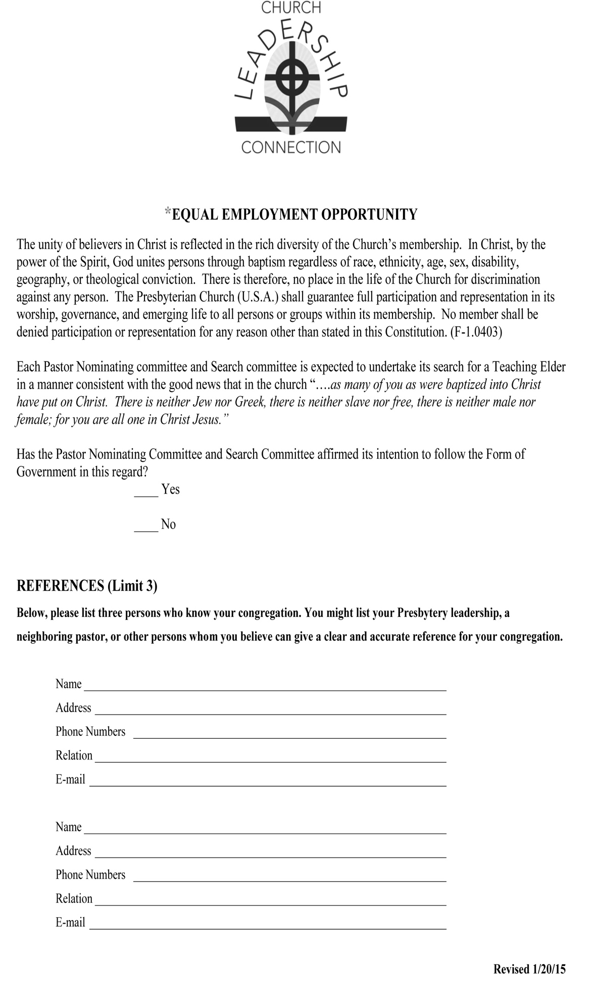 CHURCH
LEADERSHIP
CONNECTION
*EQUAL EMPLOYMENT OPPORTUNITY
The unity of believers in Christ is reflected in the rich diversity of the Church’s membership.  In Christ, by the
power of the Spirit, God unites persons through baptism regardless of race, ethnicity, age, sex, disability,
geography, or theological conviction.  There is therefore, no place in the life of the Church for discrimination
against any person.  The Presbyterian Church (U.S.A.) shall guarantee full participation and representation in its
worship, governance, and emerging life to all persons or groups within its membership.  No member shall be
denied participation or representation for any reason other than stated in this Constitution. (F-1.0403)
Each Pastor Nominating committee and Search committee is expected to undertake its search for a Teaching Elder
in a manner consistent with the good news that in the church “….as many of you as were baptized into Christ
have put on Christ.  There is neither Jew nor Greek, there is neither slave nor free, there is neither male nor
female; for you are all one in Christ Jesus.”
Has the Pastor Nominating Committee and Search Committee affirmed its intention to follow the Form of
Government in this regard?
____ Yes
____ No
REFERENCES (Limit 3)
Below, please list three persons who know your congregation. You might list your Presbytery leadership, a
neighboring pastor, or other persons whom you believe can give a clear and accurate reference for your congregation.
Name
Address
Phone Numbers
Relation
E-mail
Name
Address
Phone Numbers
Relation
E-mail
Revised 1/20/15